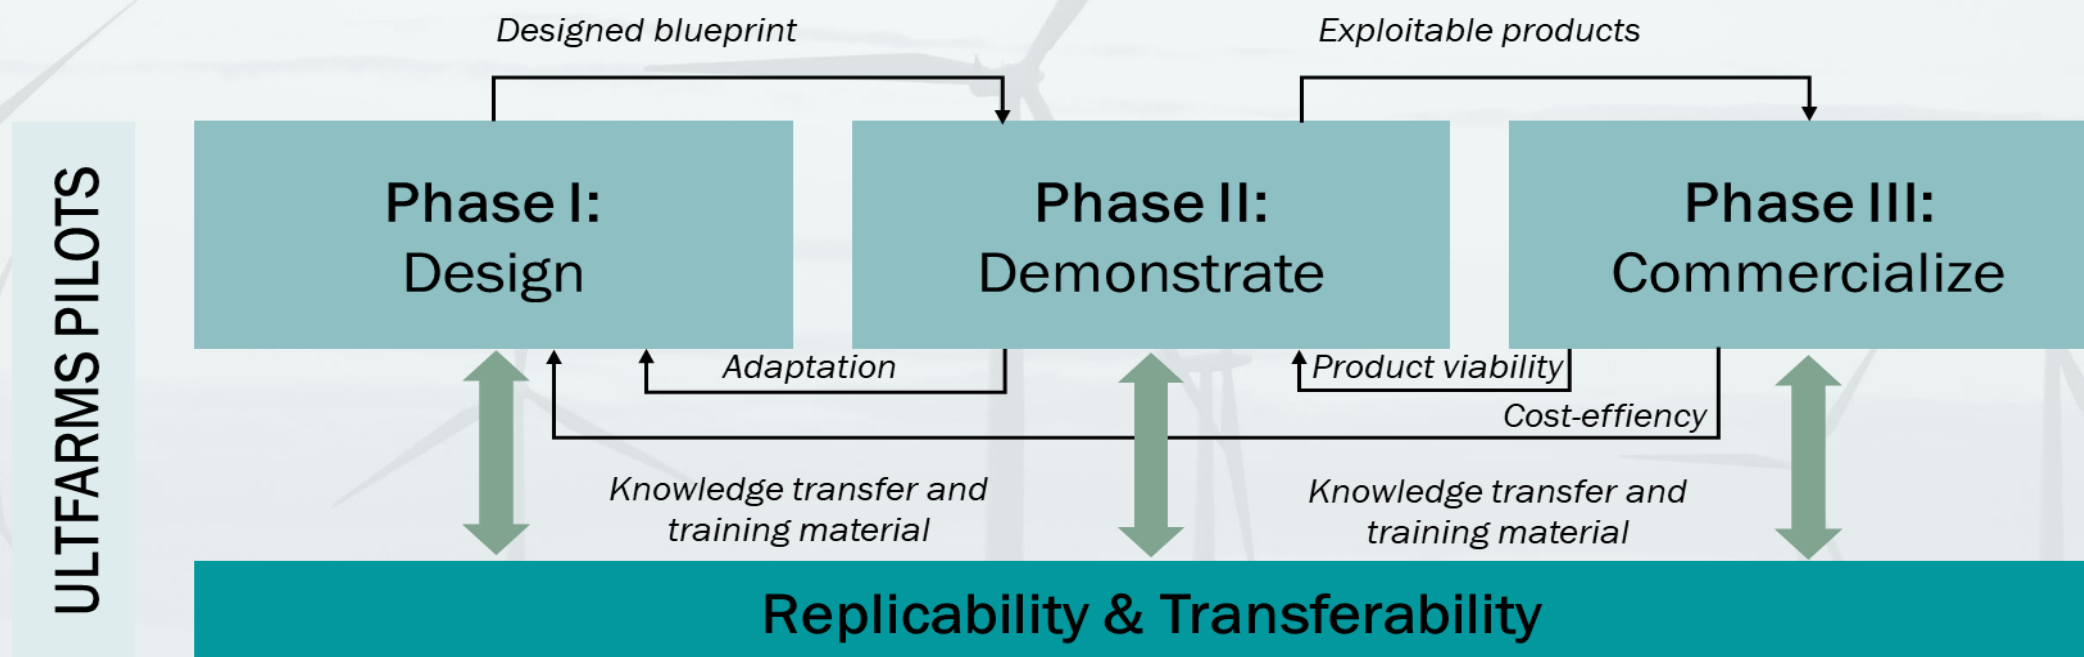 Designed blueprint
Exploitable products
ULTFARMS PILOTS
Phase I:
Design
Phase II:
Demonstrate
Phase III:
Commercialize
Adaptation
Product viability
Cost-effiency
Knowledge transfer and
training material
Knowledge transfer and
training material
Replicability & Transferability